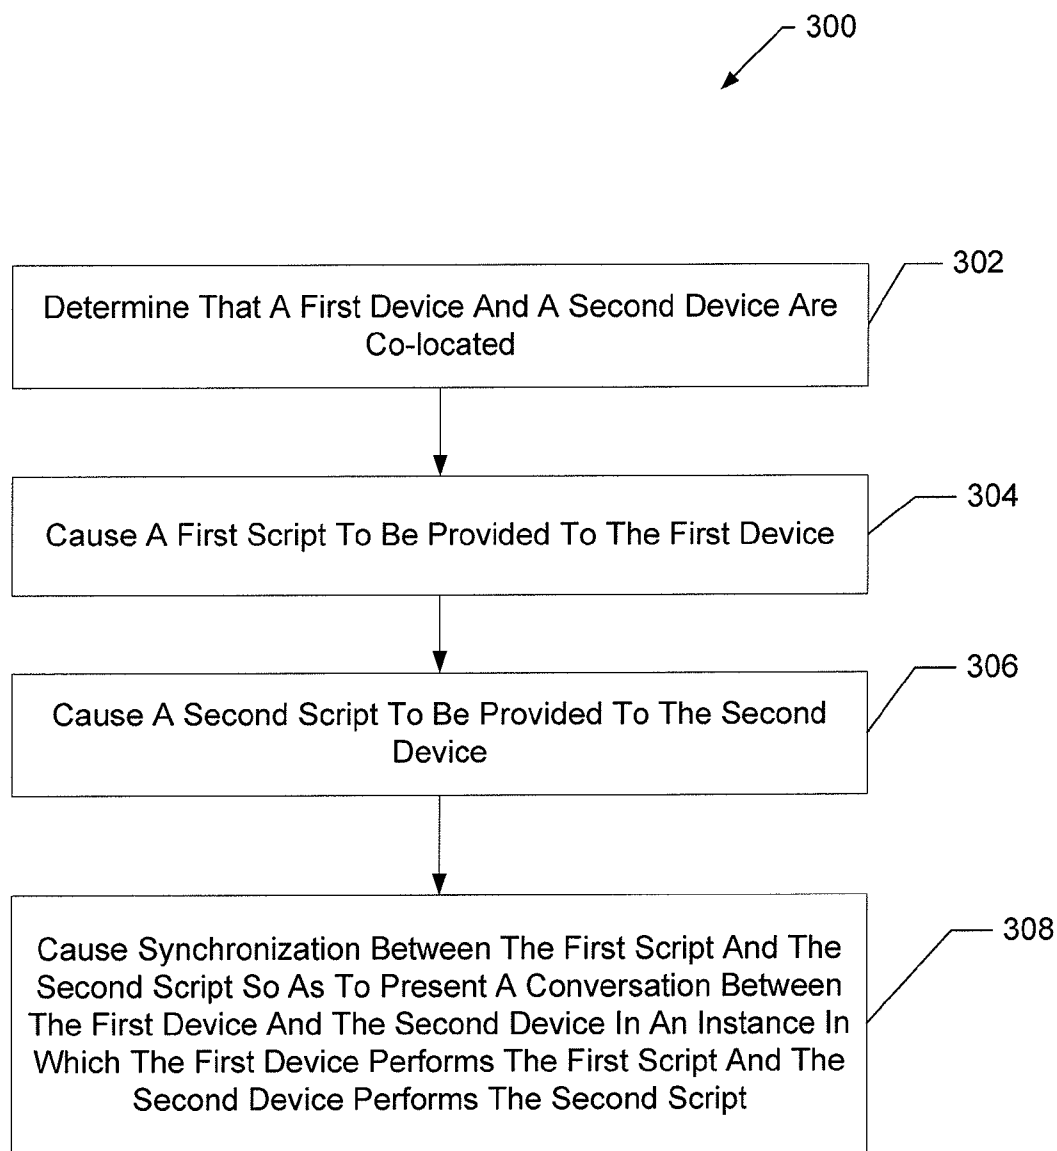 300
302
Determine That A First Device And A Second Device Are
Co-located
304
Cause A First Script To Be Provided To The First Device
306
Cause A Second Script To Be Provided To The Second
Device
308
Cause Synchronization Between The First Script And The
Second Script So As To Present A Conversation Between
The First Device And The Second Device In An Instance In
Which The First Device Performs The First Script And The
Second Device Performs The Second Script